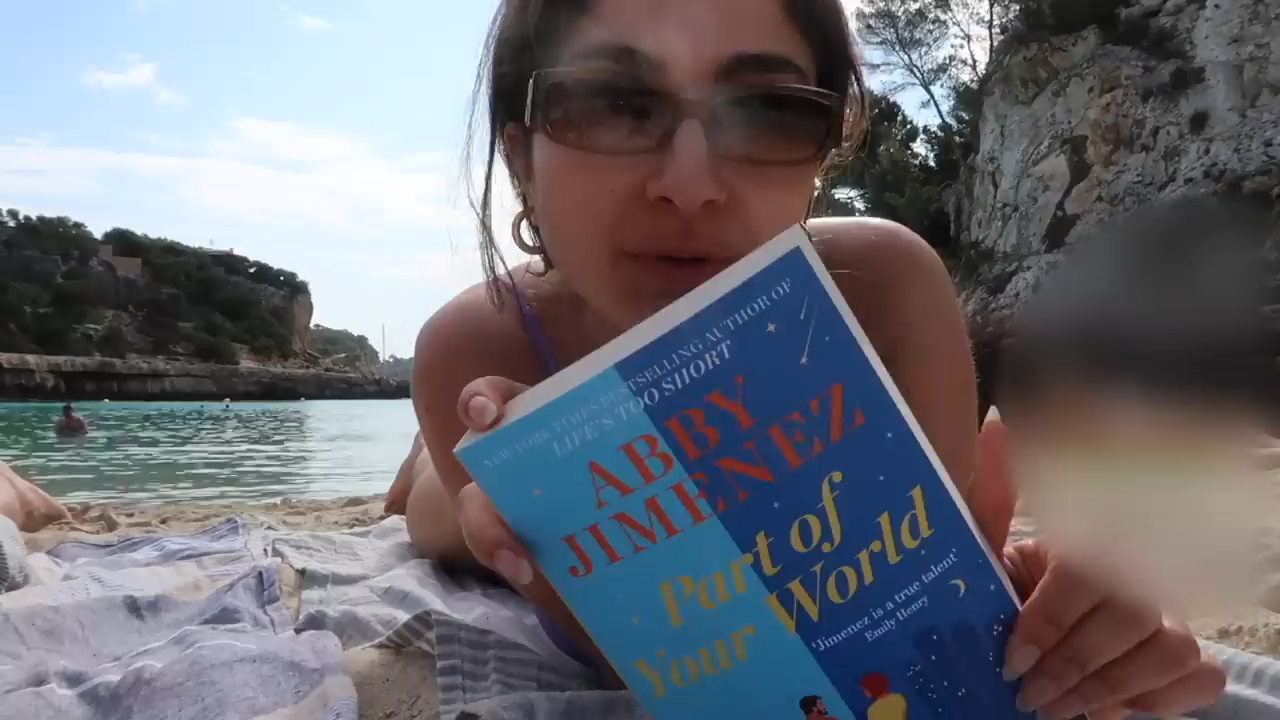 NEW YORK TIMES BESTSELLING AUTHOR OF
LIFE'S TOO SHORT
ABBY
JIMENEZ
Part of
Your World
'Jimenez is a true talent'
Emily Henry